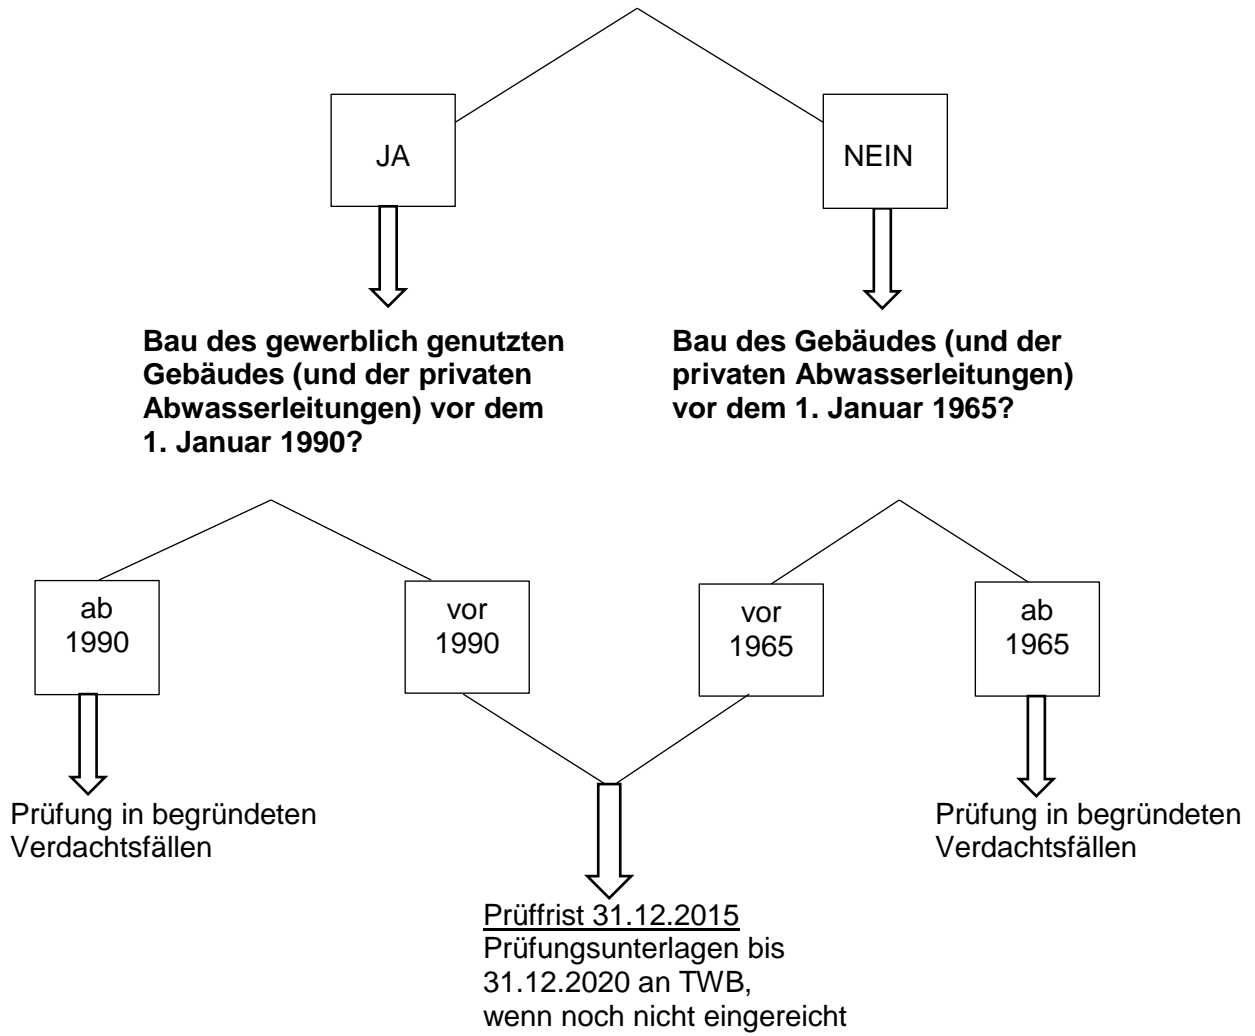 JA
NEIN
Bau des gewerblich genutzten
Gebäudes (und der privaten
Abwasserleitungen) vor dem
1. Januar 1990?
Bau des Gebäudes (und der
privaten Abwasserleitungen)
vor dem 1. Januar 1965?
ab
1990
vor
1990
vor
1965
ab
1965
Prüfung in begründeten
Verdachtsfällen
Prüfung in begründeten
Verdachtsfällen
Prüffrist 31.12.2015
Prüfungsunterlagen bis
31.12.2020 an TWB,
wenn noch nicht eingereicht